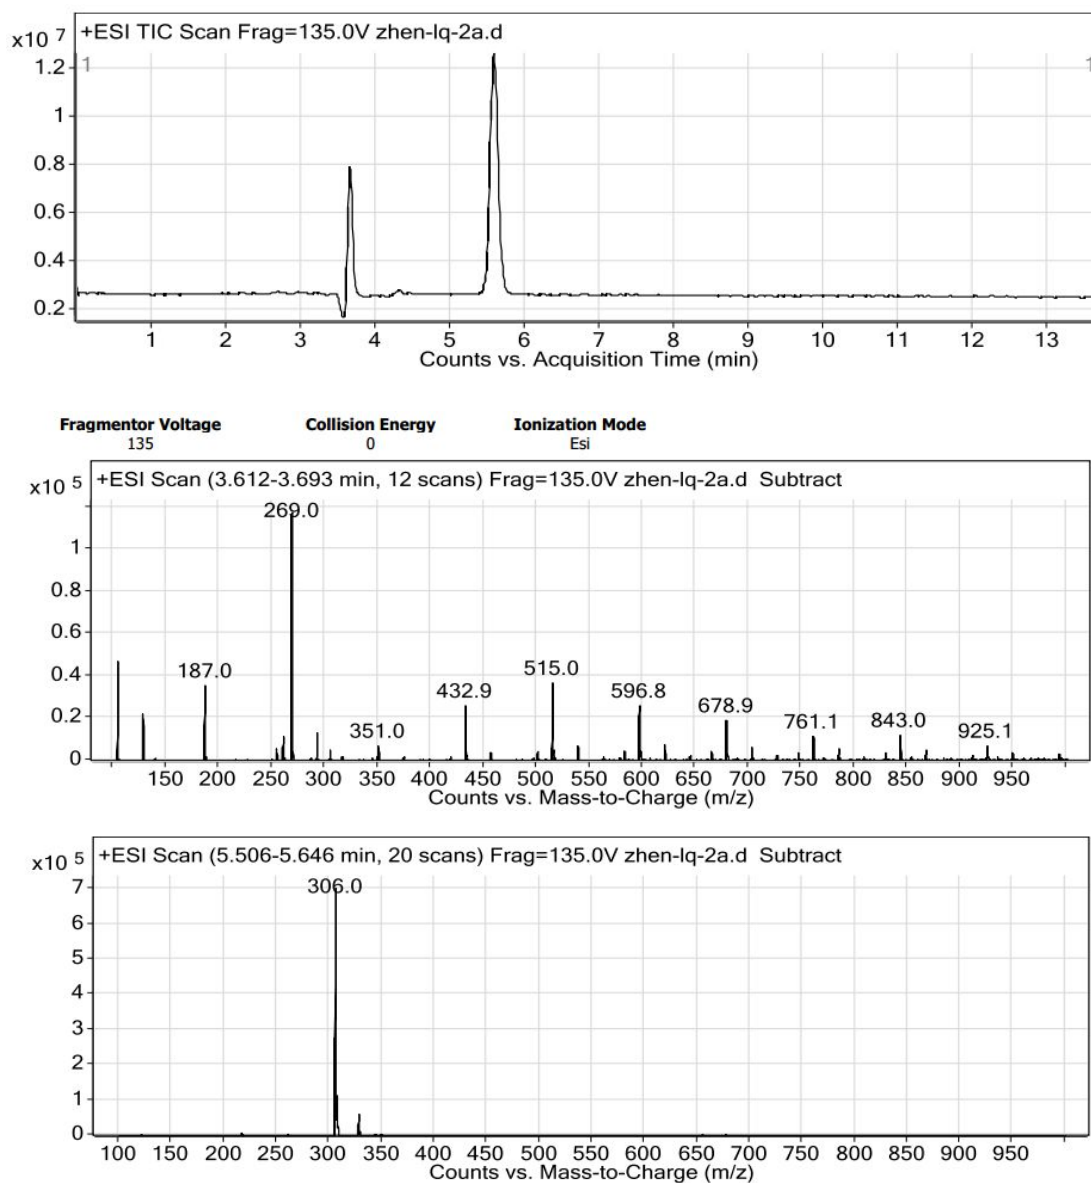 +ESI TIC Scan Frag=135.0V zhen-lq-2a.d
x10 7
1 1
1.2
1
0.8
0.6
0.4
0.2
1 2 3 4 5 6 7 8 9 10 11 12 13
Counts vs. Acquisition Time (min)
Fragmentor Voltage Collision Energy Ionization Mode
135 0 Esi
+ESI Scan (3.612-3.693 min, 12 scans) Frag=135.0V zhen-lq-2a.d Subtract
x10 5
269.0
1
0.8
0.6
0.4
0.2
0
187.0
351.0
432.9
515.0
596.8
678.9
761.1
843.0
925.1
150 200 250 300 350 400 450 500 550 600 650 700 750 800 850 900 950
Counts vs. Mass-to-Charge (m/z)
+ESI Scan (5.506-5.646 min, 20 scans) Frag=135.0V zhen-lq-2a.d Subtract
x10 5
306.0
7
6
5
4
3
2
1
0
100 150 200 250 300 350 400 450 500 550 600 650 700 750 800 850 900 950
Counts vs. Mass-to-Charge (m/z)